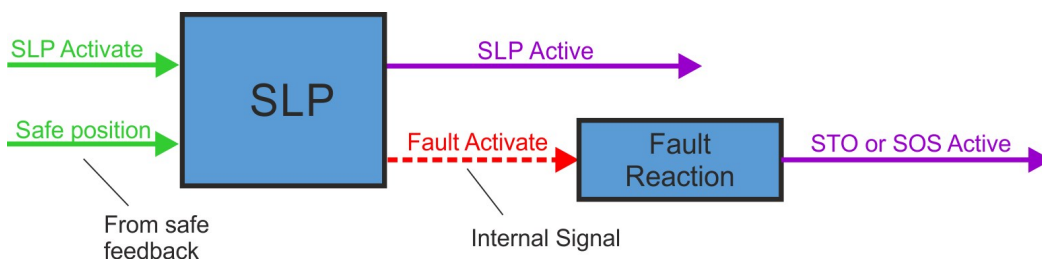 SLP Activate
SLP
SLP Active
Safe position
Fault Activate
Fault
Reaction
STO or SOS Active
From safe
feedback
Internal Signal